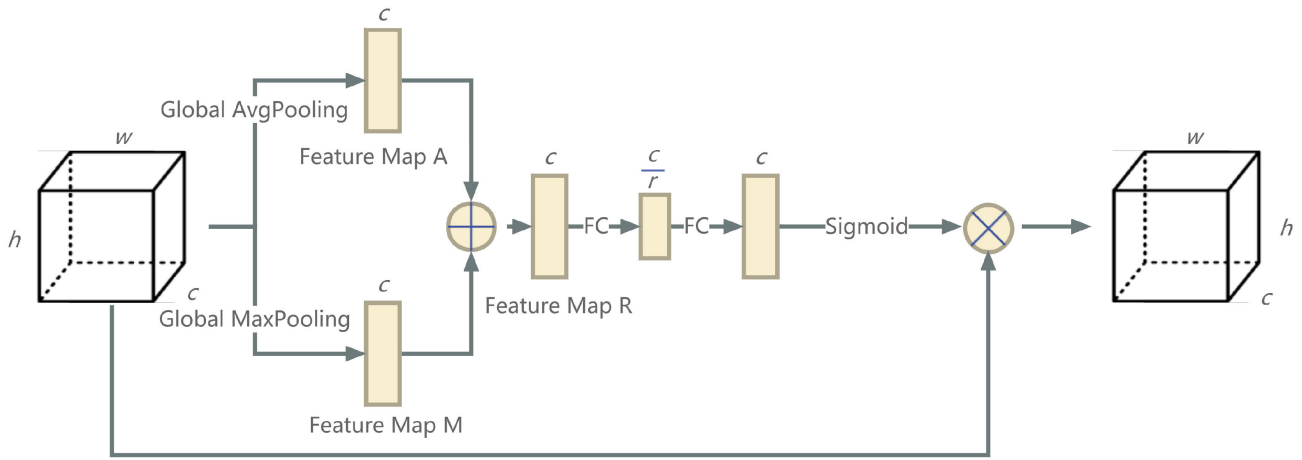 c
Global AvgPooling
Feature Map A
w
h
c
c
c/r
c
FC
FC
Sigmoid
Feature Map R
c
Global MaxPooling
Feature Map M
w
h
c